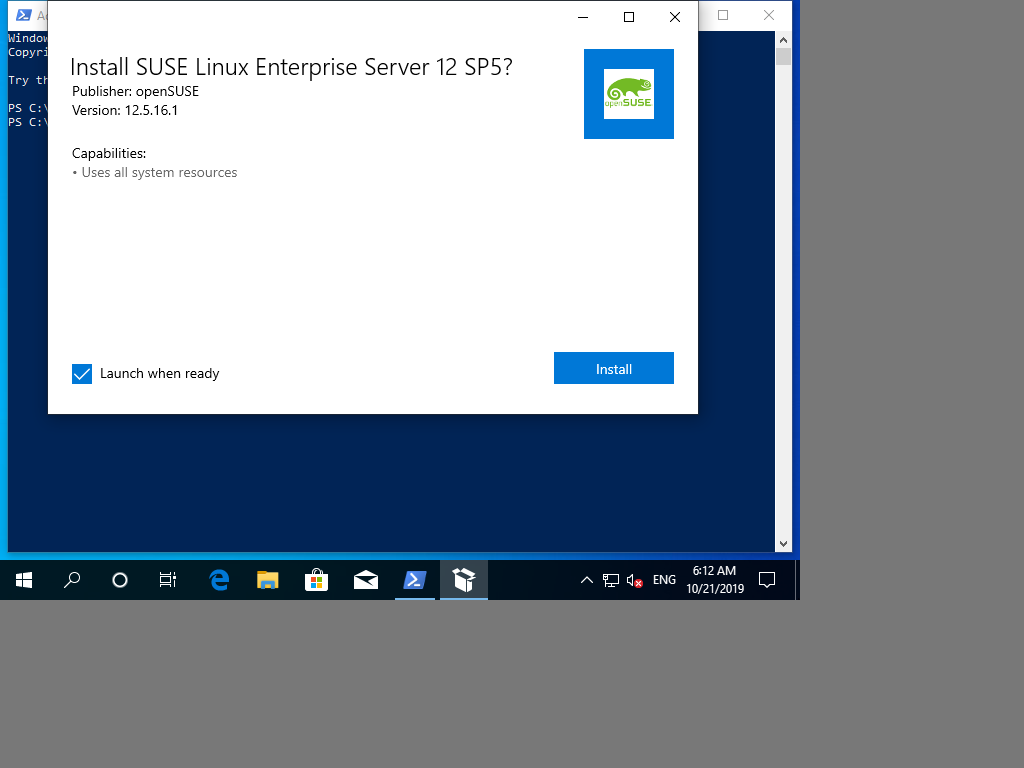 Ad
Windov
Copyri
Try th
PS C:\
PS C:\
Install SUSE Linux Enterprise Server 12 SP5?
Publisher: openSUSE
Version: 12.5.16.1
openSUSE
Capabilities:
• Uses all system resources
Launch when ready
Install
ENG
6:12 AM
10/21/2019